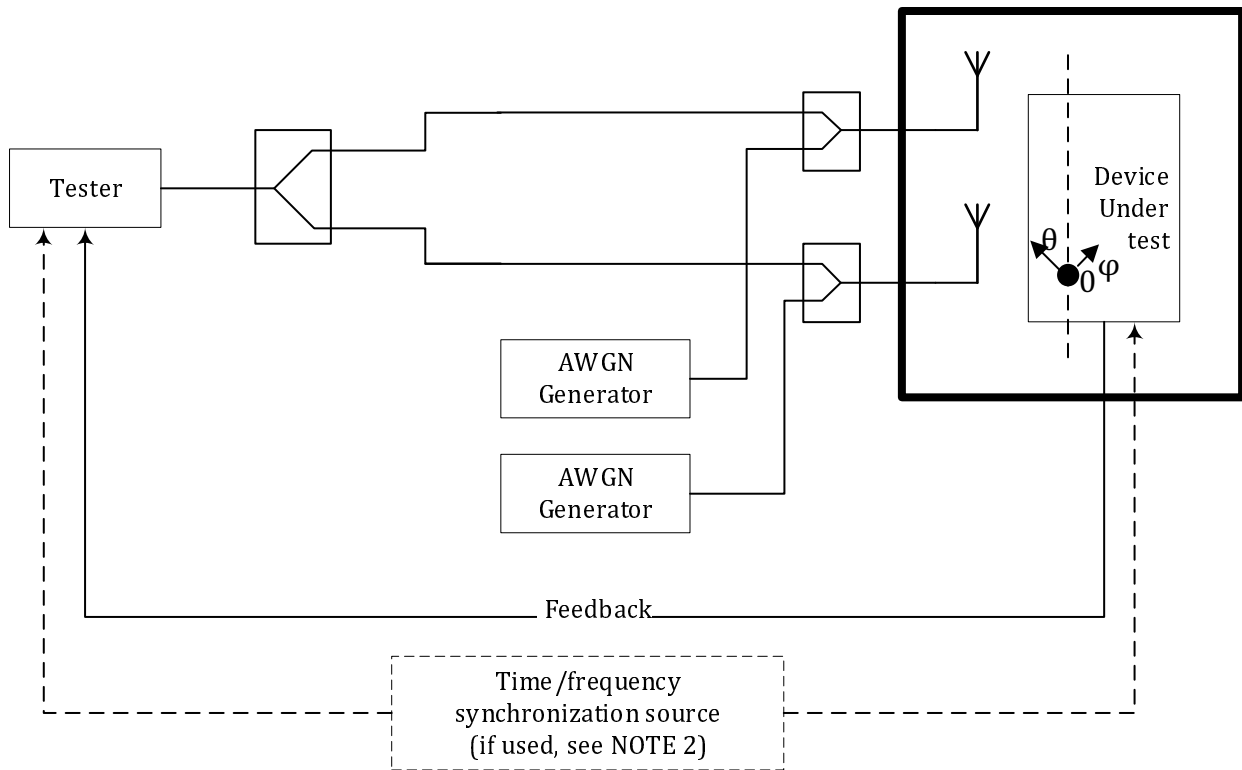 Tester
Device
Under
test
θ
φ
0
AWGN
Generator
AWGN
Generator
Feedback
Time/frequency
synchronization source
(if used, see NOTE 2)